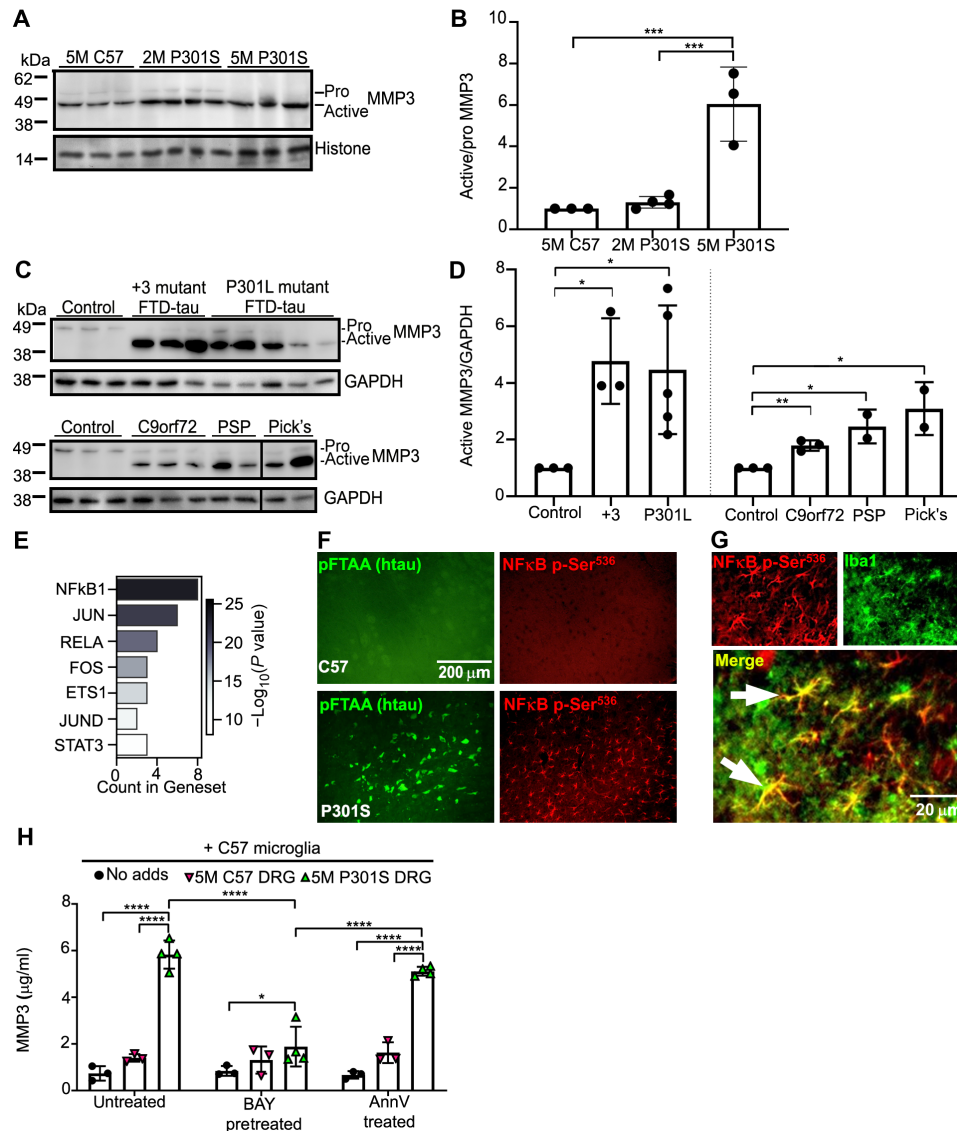 A
kDa
5M C57 2M P301S 5M P301S
62
49
38
14
Pro
Active MMP3
Histone
B
Active/pro MMP3
10
8
6
4
2
0
***
***
5M C57 2M P301S 5M P301S
C
kDa
Control
+3 mutant FTD-tau
P301L mutant FTD-tau
49
38
38
Pro
-Active MMP3
GAPDH
Control C9orf72 PSP Pick's
49
38
38
Pro
-Active MMP3
GAPDH
D
Active MMP3/GAPDH
8
6
4
2
0
*
*
*
*
**
Control +3 P301L Control C9orf72 PSP Pick's
E
NFkB1
JUN
RELA
FOS
ETS1
JUND
STAT3
0 4 8
Count in Geneset
25
20
15
10
−Log10(P value)
F
pFTAA (htau)
NFκB p-Ser536
C57
200 μm
pFTAA (htau)
NFκB p-Ser536
P301S
G
NFκB p-Ser536
Iba1
Merge
20 μm
H
+ C57 microglia
No adds 5M C57 DRG 5M P301S DRG
MMP3 (μg/ml)
8
6
4
2
0
****
****
****
*
****
****
****
Untreated
BAY pretreated
AnnV treated